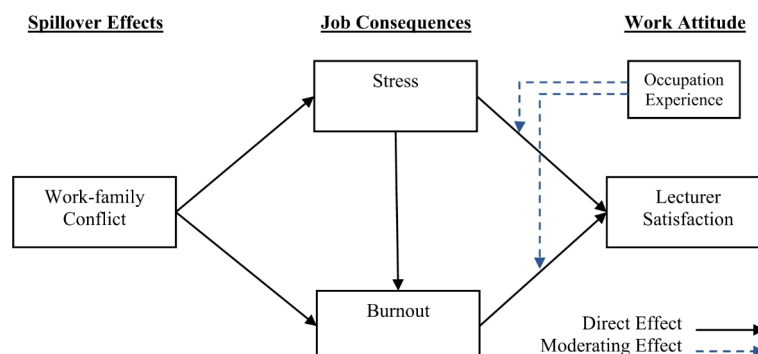 Spillover Effects
Job Consequences
Work Attitude
Stress
Occupation
Experience
Work-family
Conflict
Lecturer
Satisfaction
Burnout
Direct Effect
Moderating Effect